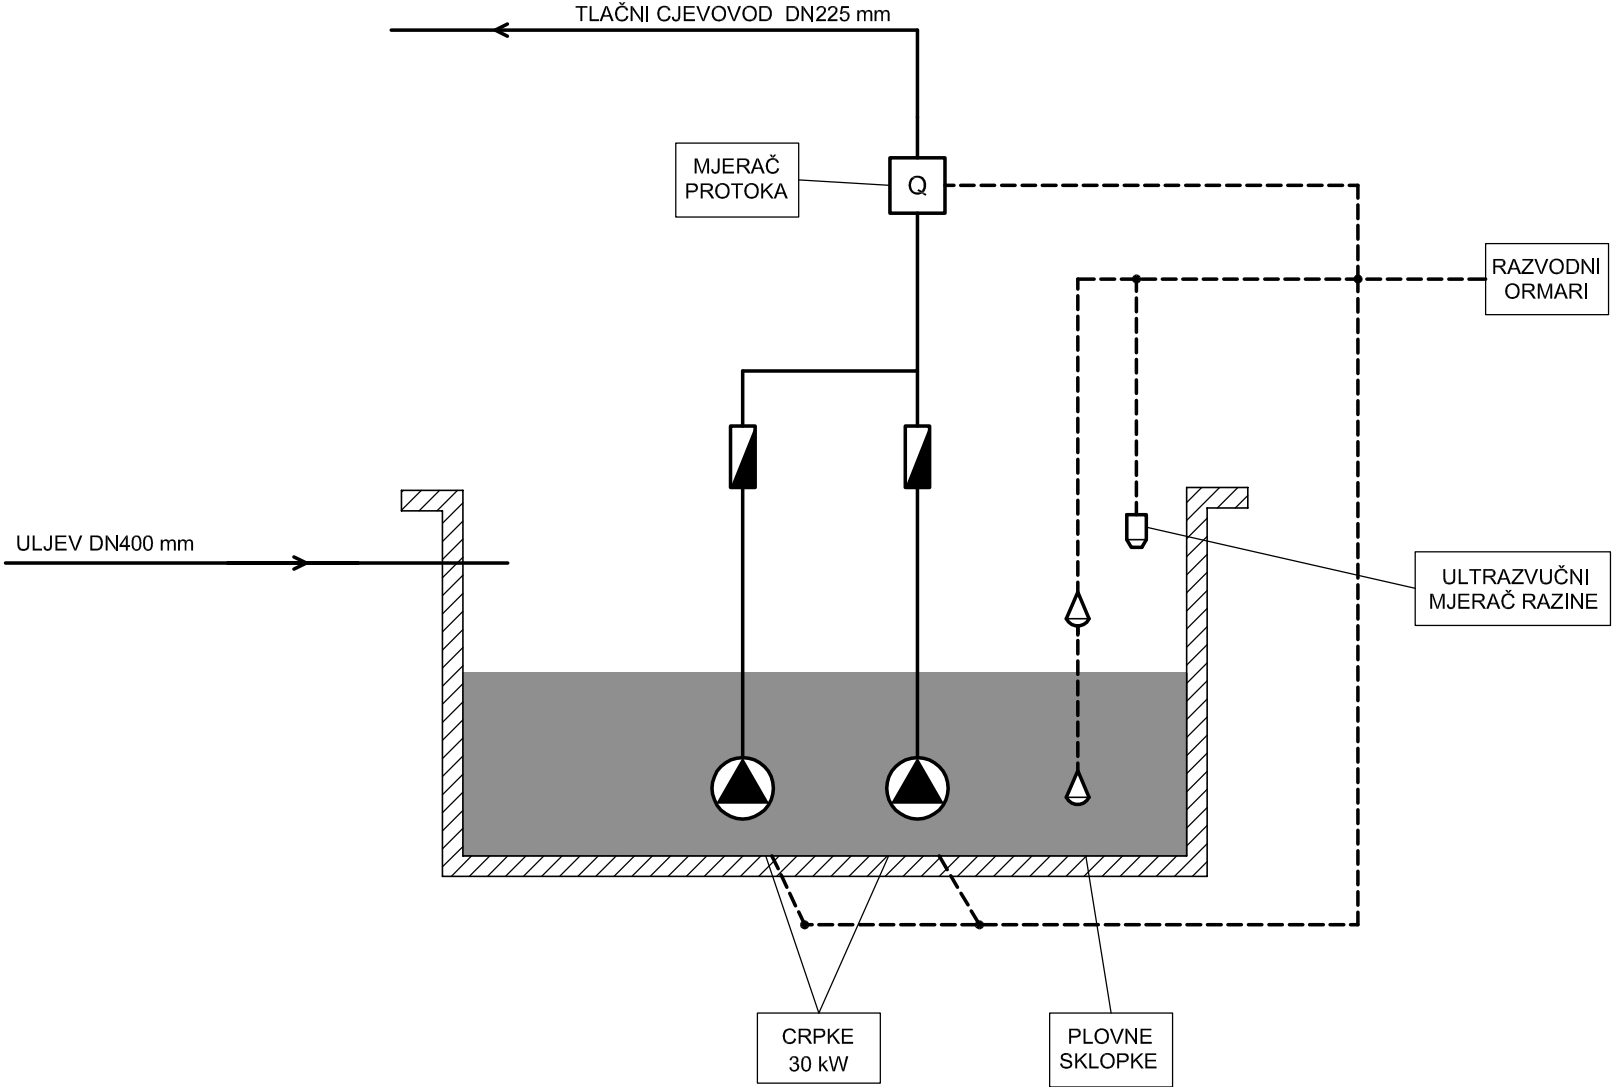 TLAČNI CJEVOVOD DN225 mm
MJERAČ
PROTOKA
Q
RAZVODNI
ORMARI
ULJEV DN400 mm
ULTRAZVUČNI
MJERAČ RAZINE
CRPKE
30 kW
PLOVNE
SKLOPKE